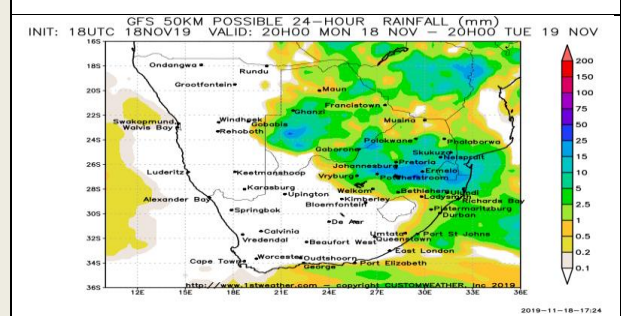 GFS 50KM POSSIBLE 24-HOUR RAINFALL (mm)
INIT: 18UTC 18NOV19 VALID: 20H00 MON 18 NOV - 20H00 TUE 19 NOV
16S
18S
20S
22S
24S
26S
28S
30S
32S
34S
36S
Ondangwa
Rundu
Grootfontein
Maun
Francistown
Ghanzi
Swakopmund
Windhoek
Gobabis
Musina
Walvis Bay
Rehoboth
Polokwane
Phalaborwa
Gaborone
Skukuza
Nelspruit
Pretoria
Johannesburg
Luderitz
Keetmanshoop
Vryburg
Potchefstroom
Ermelo
Karasburg
Upington
Welkom
Bethlehem
Ulundi
Alexander Bay
Kimberley
Ladysmith
Richards Bay
Springbok
Bloemfontein
Pietermaritzburg
Durban
De Aar
Calvinia
Umtata
Port St Johns
Vredendal
Beaufort West
Queenstown
East London
Cape Town
Worcester
Oudtshoorn
George
Port Elizabeth
http://www.1stweather.com - copyright CUSTOMWEATHER, Inc 2019
12E 15E 18E 21E 24E 27E 30E 33E 36E
200
150
100
75
50
25
15
10
5
2.5
1
0.5
0.2
0.1
2019-11-18-17:24